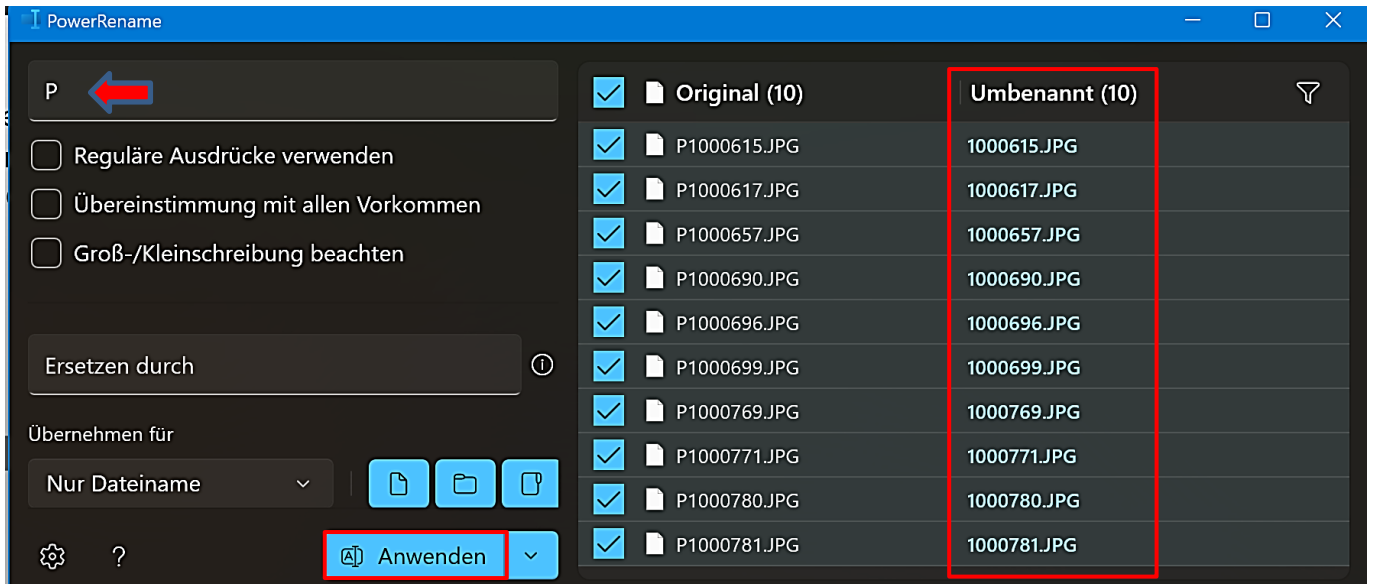 PowerRename
P
Reguläre Ausdrücke verwenden
Übereinstimmung mit allen Vorkommen
Groß-/Kleinschreibung beachten
Ersetzen durch
Übernehmen für
Nur Dateiname
Anwenden
Original (10) Umbenannt (10)
P1000615.JPG 1000615.JPG
P1000617.JPG 1000617.JPG
P1000657.JPG 1000657.JPG
P1000690.JPG 1000690.JPG
P1000696.JPG 1000696.JPG
P1000699.JPG 1000699.JPG
P1000769.JPG 1000769.JPG
P1000771.JPG 1000771.JPG
P1000780.JPG 1000780.JPG
P1000781.JPG 1000781.JPG